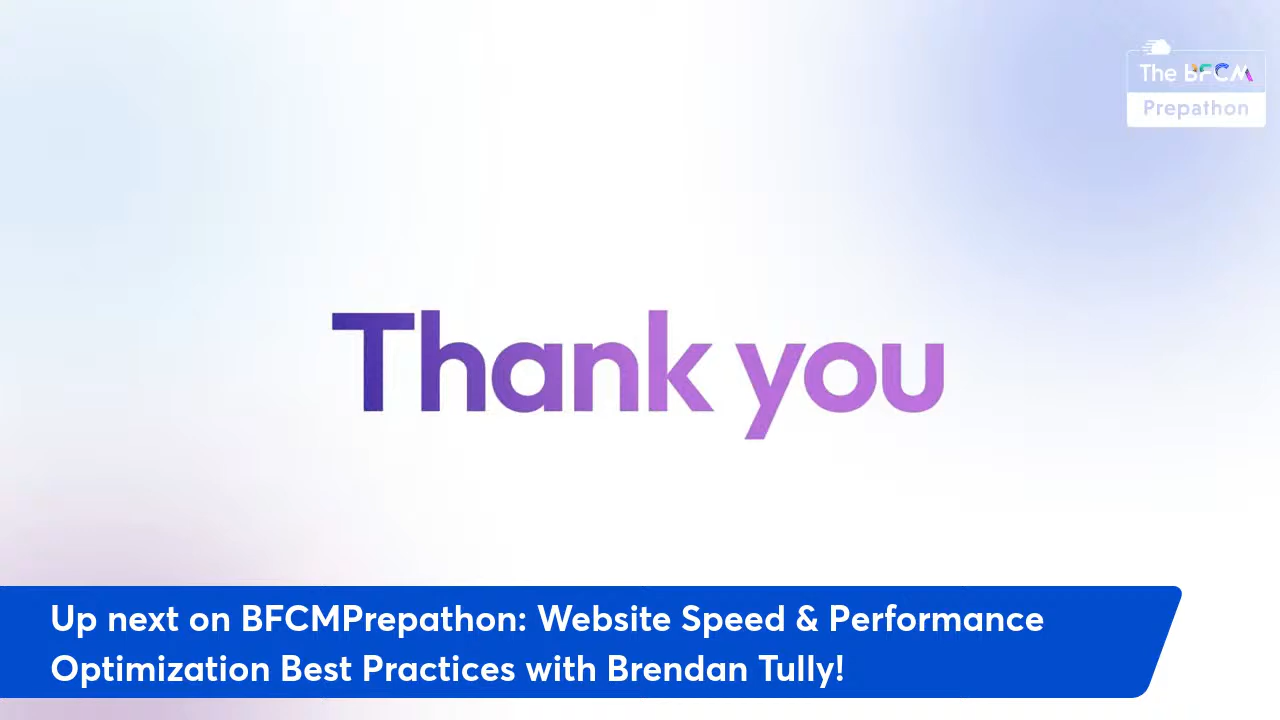 The BFCM
Prepathon
Thank you
Up next on BFCMPrepathon: Website Speed & Performance
Optimization Best Practices with Brendan Tully!